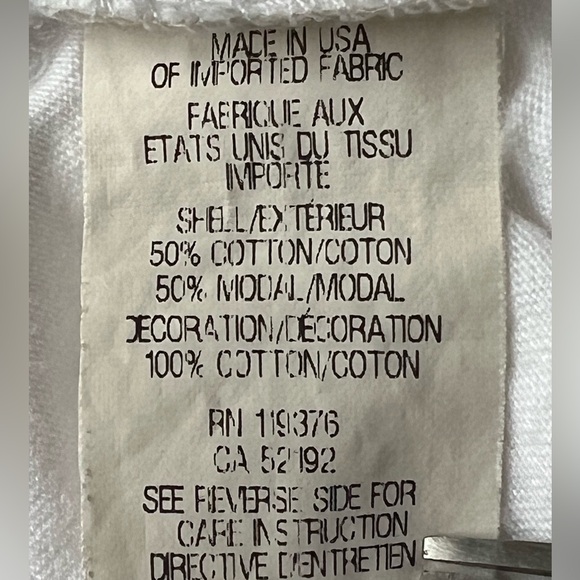 MADE IN USA
OF IMPORTED FABRIC
FABRIQUE AUX
ETATS UNIS DU TISSU
IMPORTE
SHELL/EXTÉRIEUR
50% COTTON/COTON
50% MODAL/MODAL
DECORATION/DÉCORATION
100% COTTON/COTON
RN 119376
CA 52192
SEE REVERSE SIDE FOR
CARE INSTRUCTION
DIRECTIVE D'ENTRETIEN